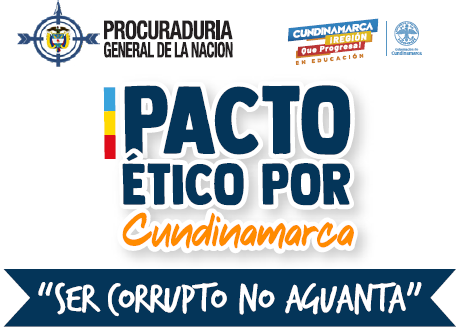 PROCURADURIA
GENERAL DE LA NACION
CUNDINAMARCA
¡REGIÓN
Que Progresa!
EN EDUCACIÓN
Gobernación de
Cundinamarca
PACTO
ÉTICO POR
Cundinamarca
"SER CORRUPTO NO AGUANTA"